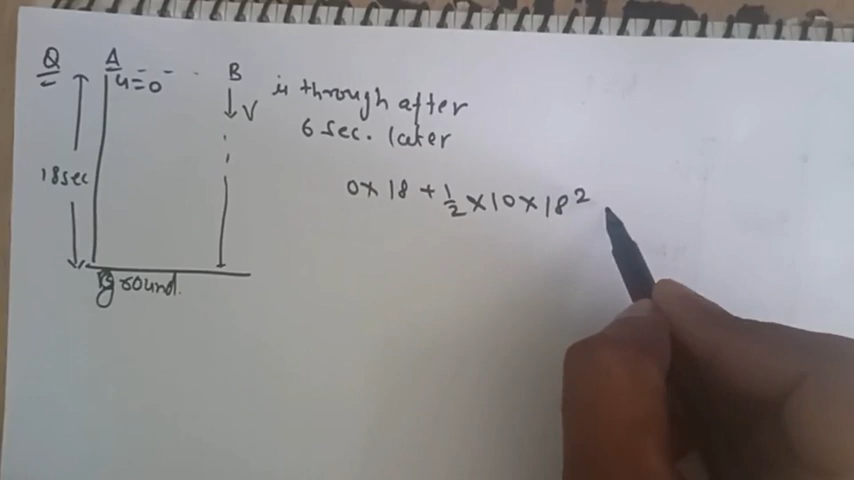 Q A B
u=0
V
is through after
6 sec. later
18sec
0×18 + 1/2 ×10×18²
ground.